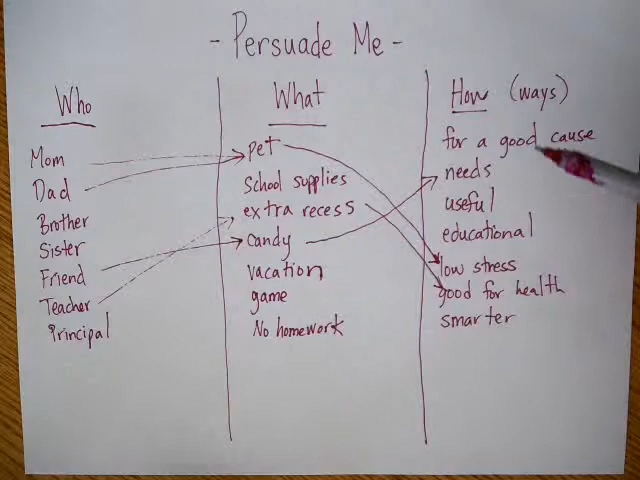 - Persuade Me -
Who
Mom
Dad
Brother
Sister
Friend
Teacher
Principal
What
pet
school supplies
extra recess
candy
vacation
game
No homework
How (ways)
for a good cause
needs
useful
educational
low stress
good for health
smarter